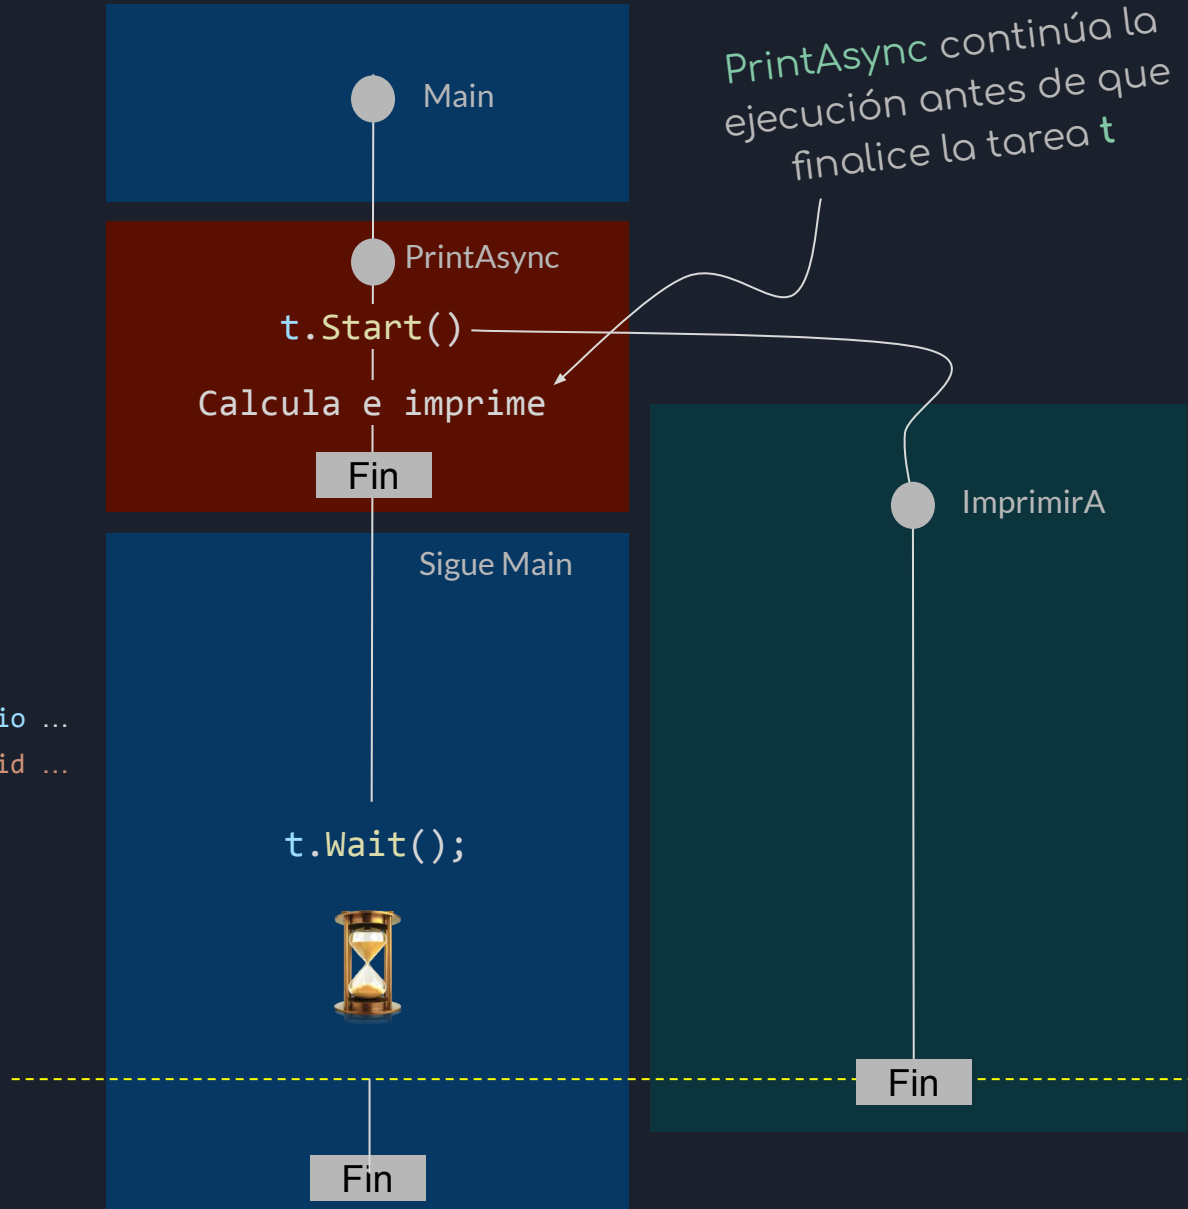 PrintAsync continúa la
ejecución antes de que
finalice la tarea t
Main
PrintAsync
t.Start()
Calcula e imprime
Fin
ImprimirA
Sigue Main
io ...
id ...
t.Wait();
Fin
Fin